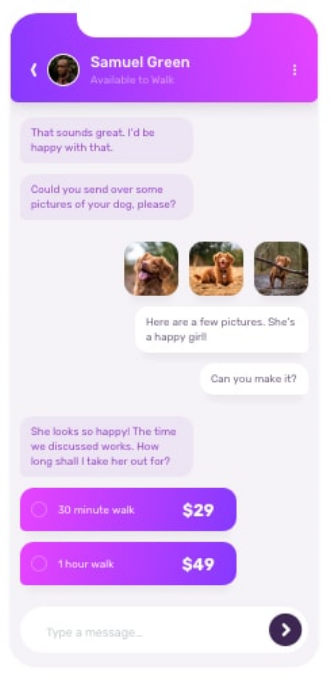 Samuel Green
Available to Walk
That sounds great. I'd be
happy with that.
Could you send over some
pictures of your dog, please?
Here are a few pictures. She's
a happy girl!
Can you make it?
She looks so happy! The time
we discussed works. How
long shall I take her out for?
30 minute walk $29
1 hour walk $49
Type a message...